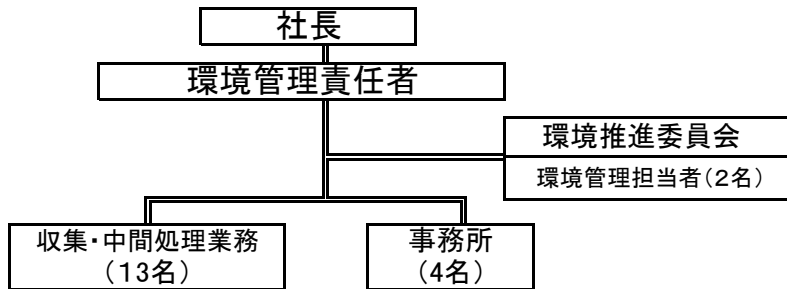 社長
環境管理責任者
環境推進委員会
環境管理担当者（２名）
収集・中間処理業務
（13名）
事務所
（4名）